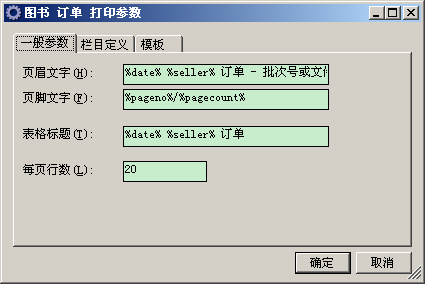 图书 订单 打印参数
一般参数 栏目定义 模板
页眉文字(H): %date% %seller% 订单 - 批次号或文件
页脚文字(F): %pageno%/%pagecount%
表格标题(T): %date% %seller% 订单
每页行数(L): 20
确定 取消